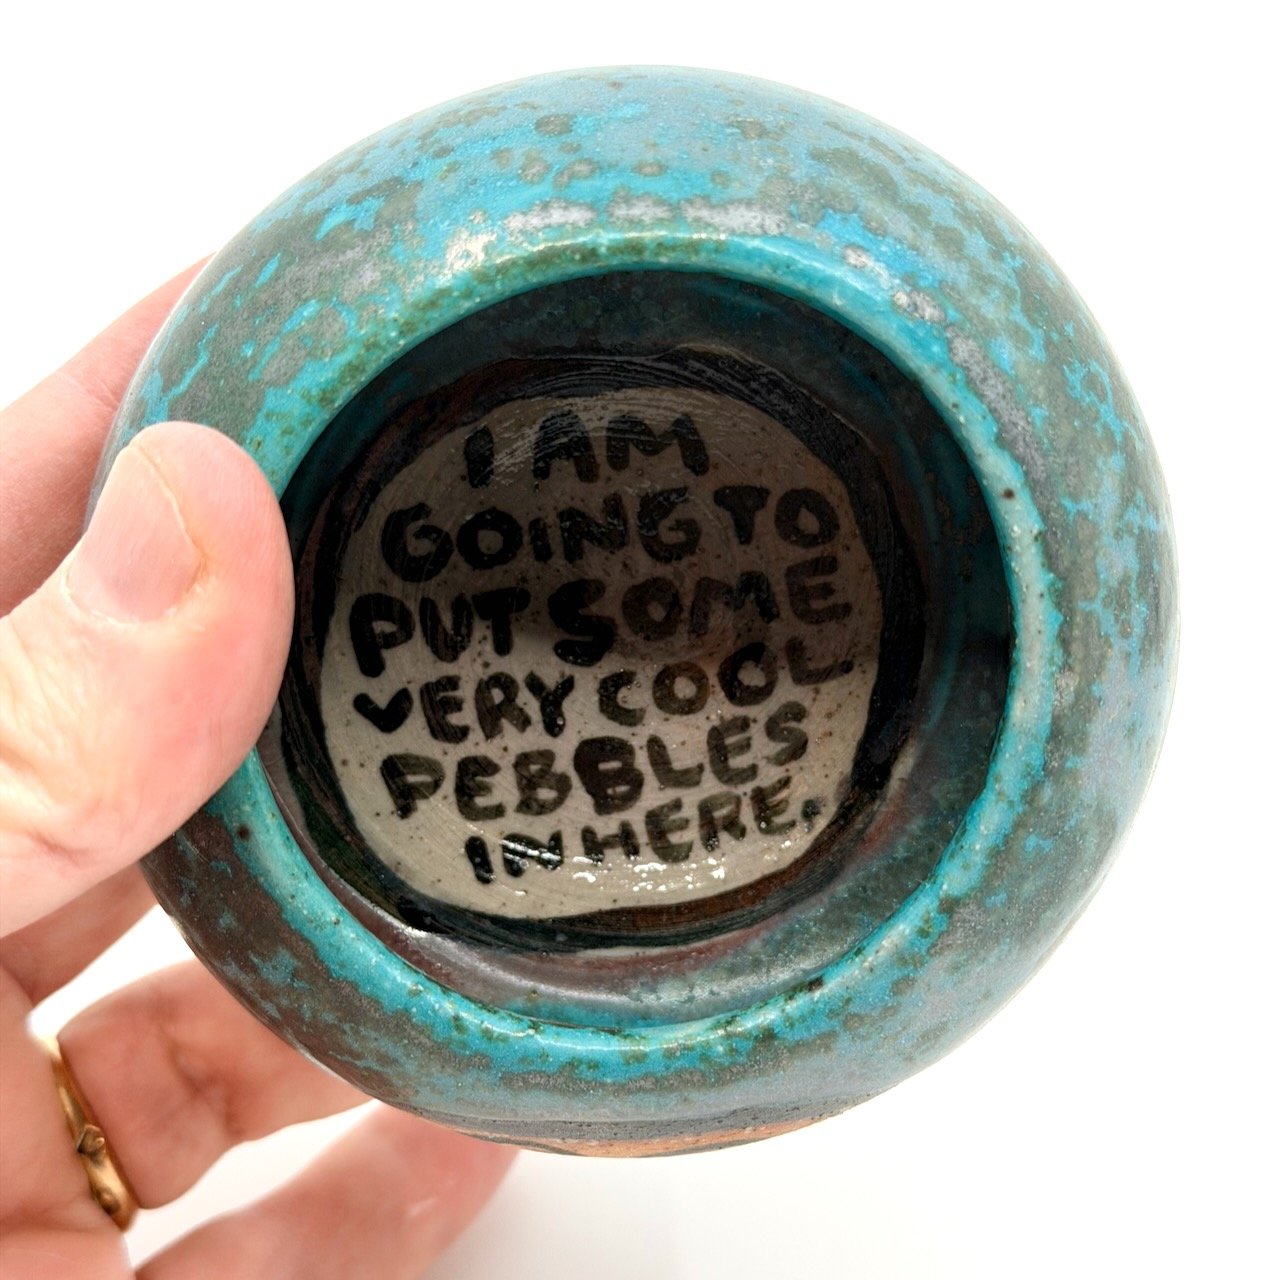 I AM
GOING TO
PUT SOME
VERY COOL
PEBBLES
IN HERE.